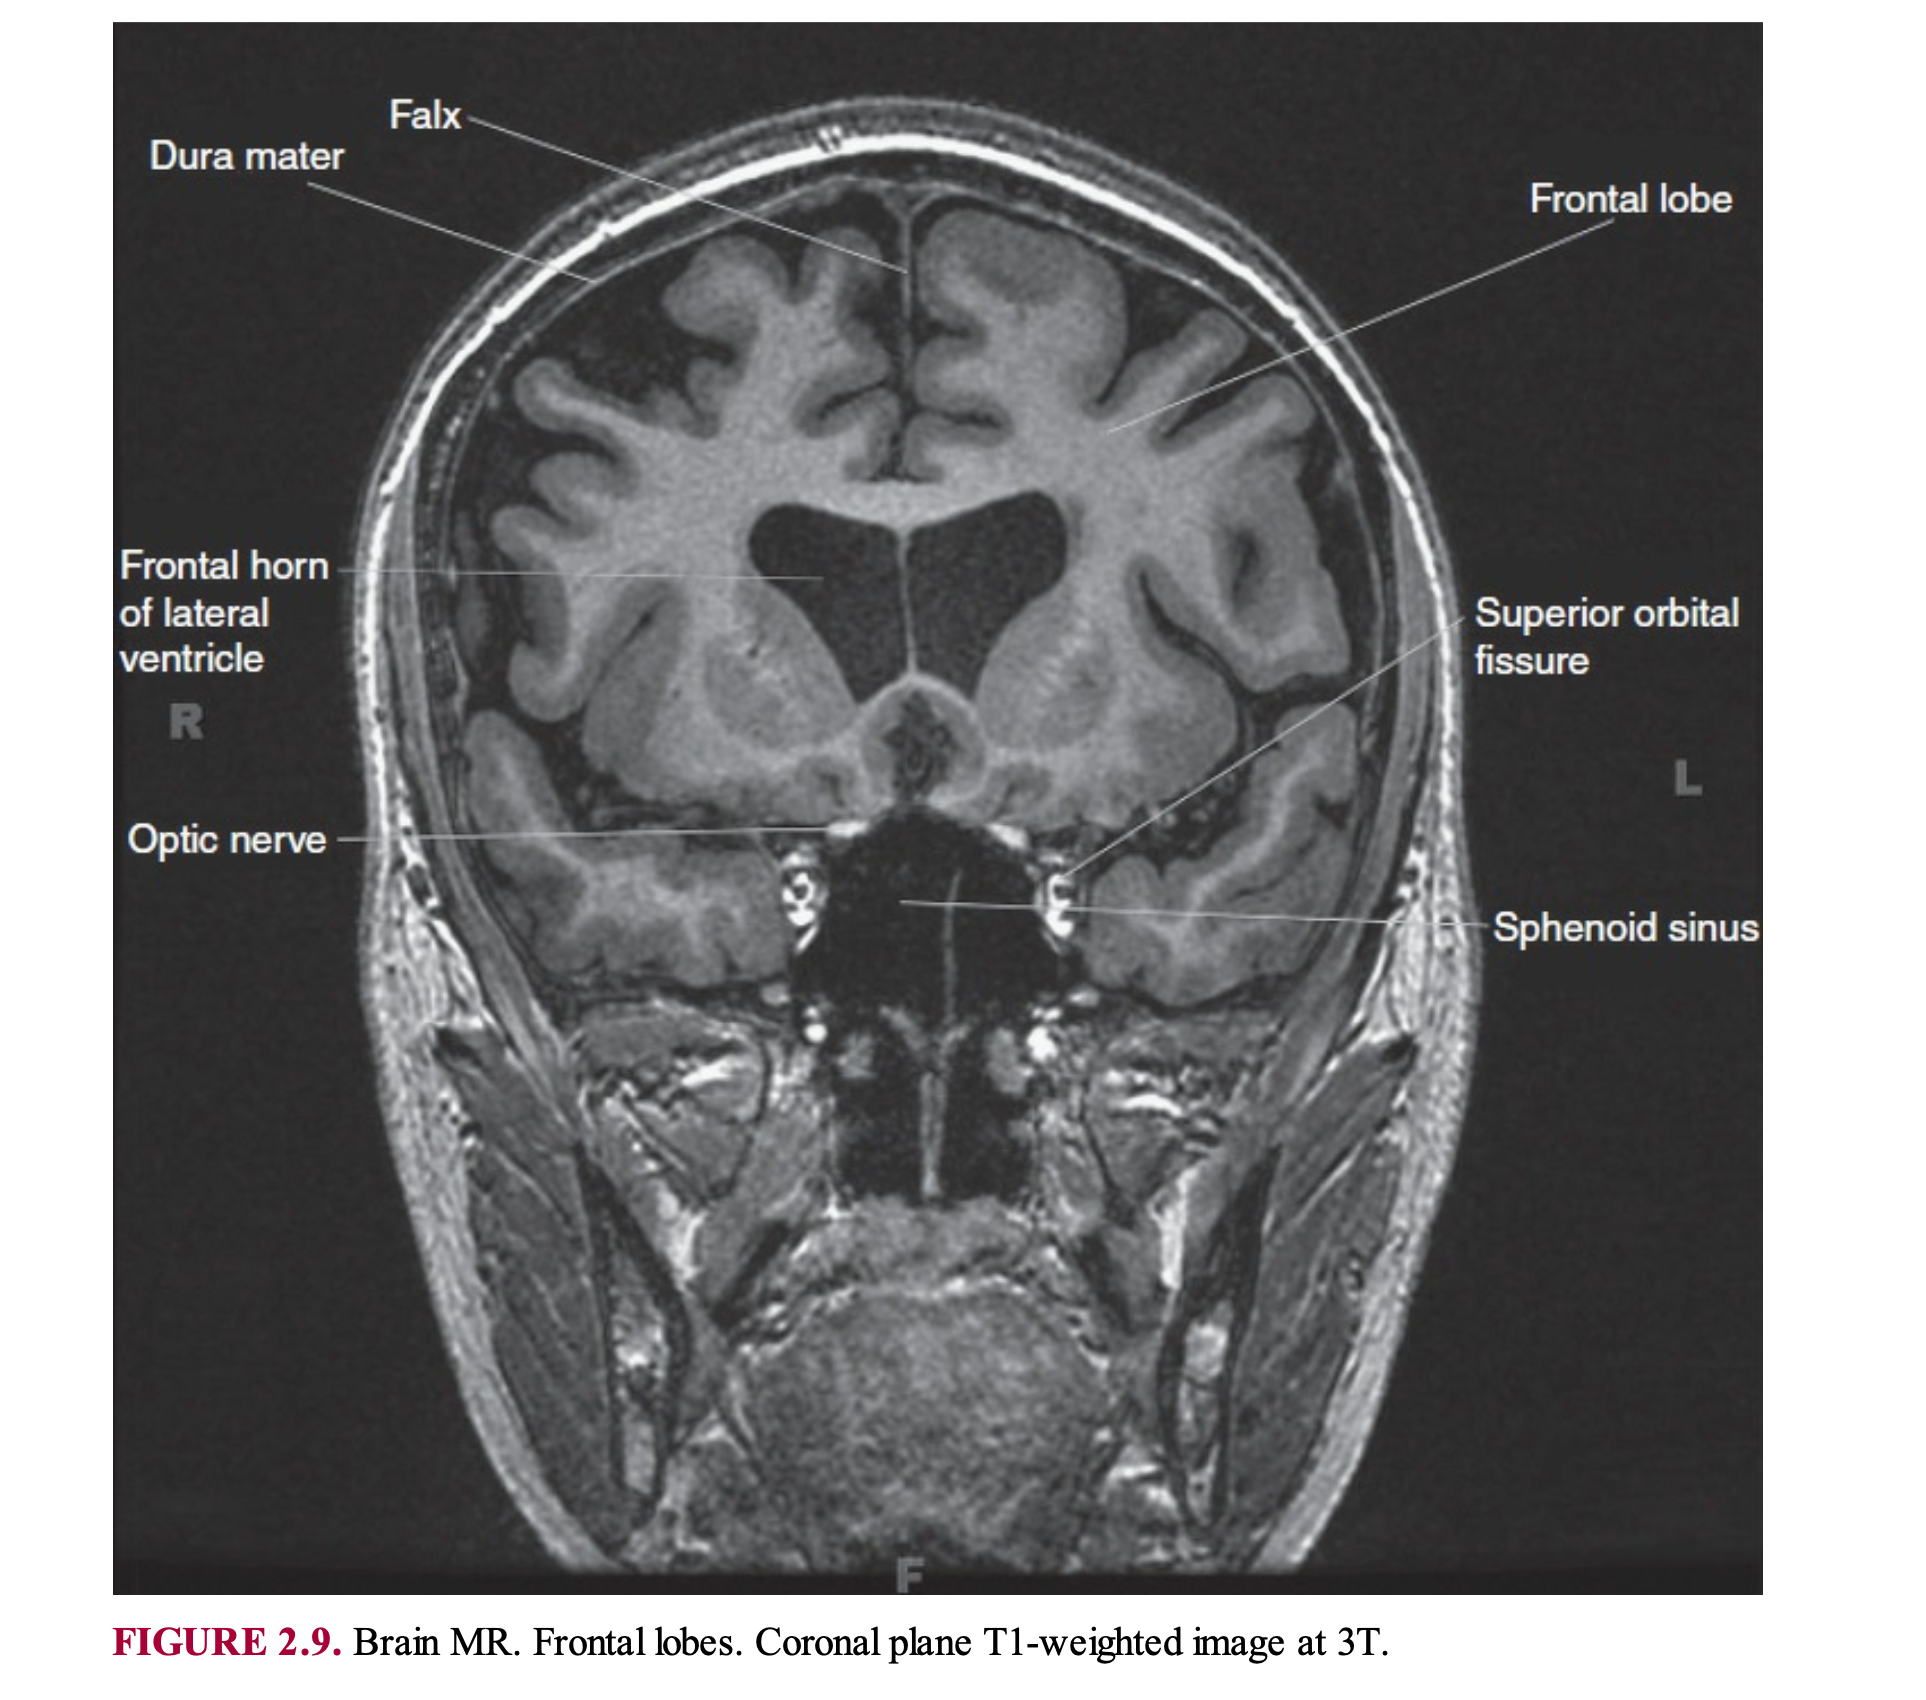 Falx
Dura mater
Frontal lobe
Frontal horn
of lateral
ventricle
Superior orbital
fissure
R
L
Optic nerve
Sphenoid sinus
F
FIGURE 2.9. Brain MR. Frontal lobes. Coronal plane T1-weighted image at 3T.